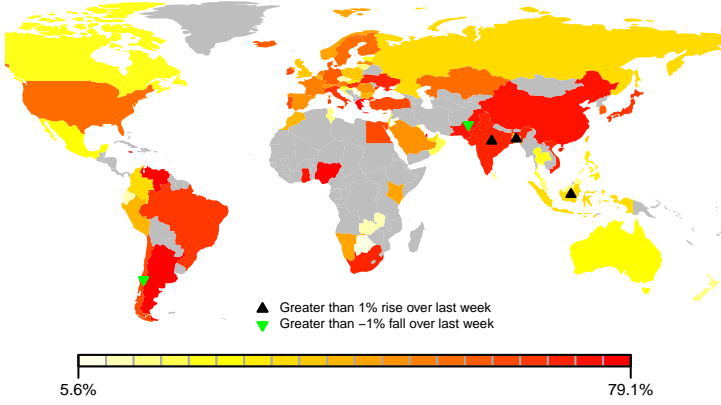 Greater than 1% rise over last week
Greater than −1% fall over last week
5.6%
79.1%